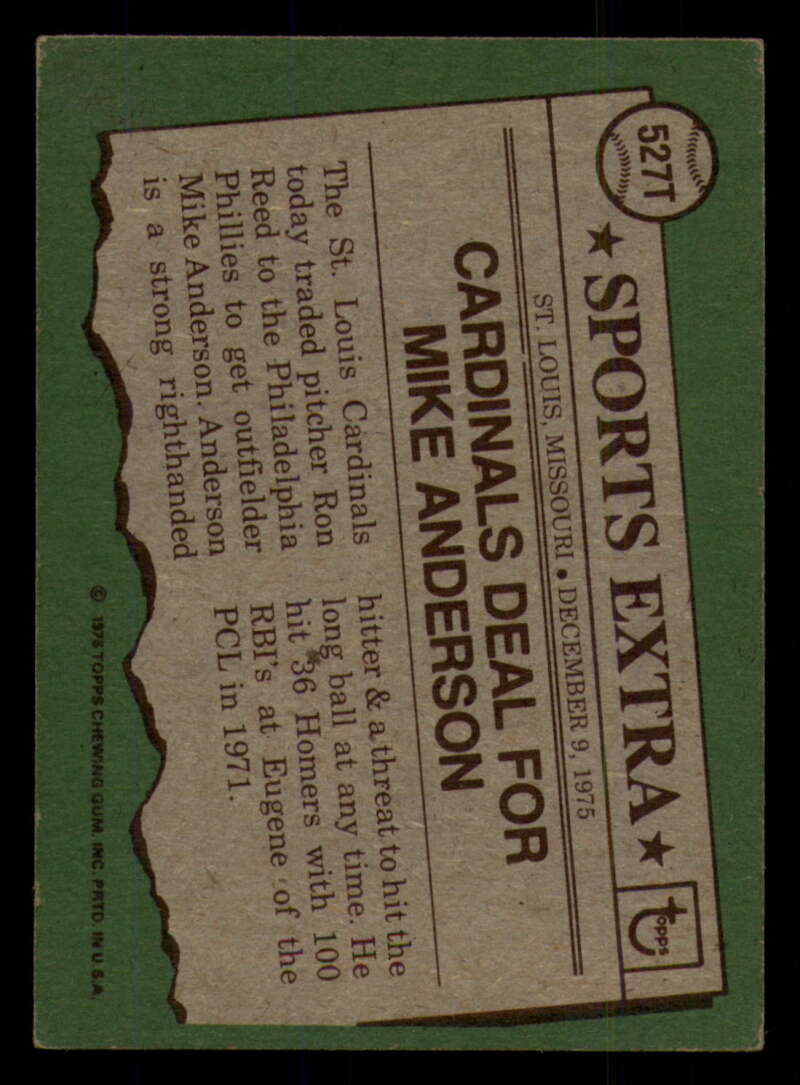 527T
★ SPORTS EXTRA ★
topps
ST. LOUIS, MISSOURI • DECEMBER 9, 1975
CARDINALS DEAL FOR
MIKE ANDERSON
The St. Louis Cardinals
today traded pitcher Ron
Reed to the Philadelphia
Phillies to get outfielder
Mike Anderson. Anderson
is a strong righthanded
hitter & a threat to hit the
long ball at any time. He
hit 36 Homers with 100
RBI's at Eugene of the
PCL in 1971.
© 1976 TOPPS CHEWING GUM, INC. PRTD. IN U.S.A.